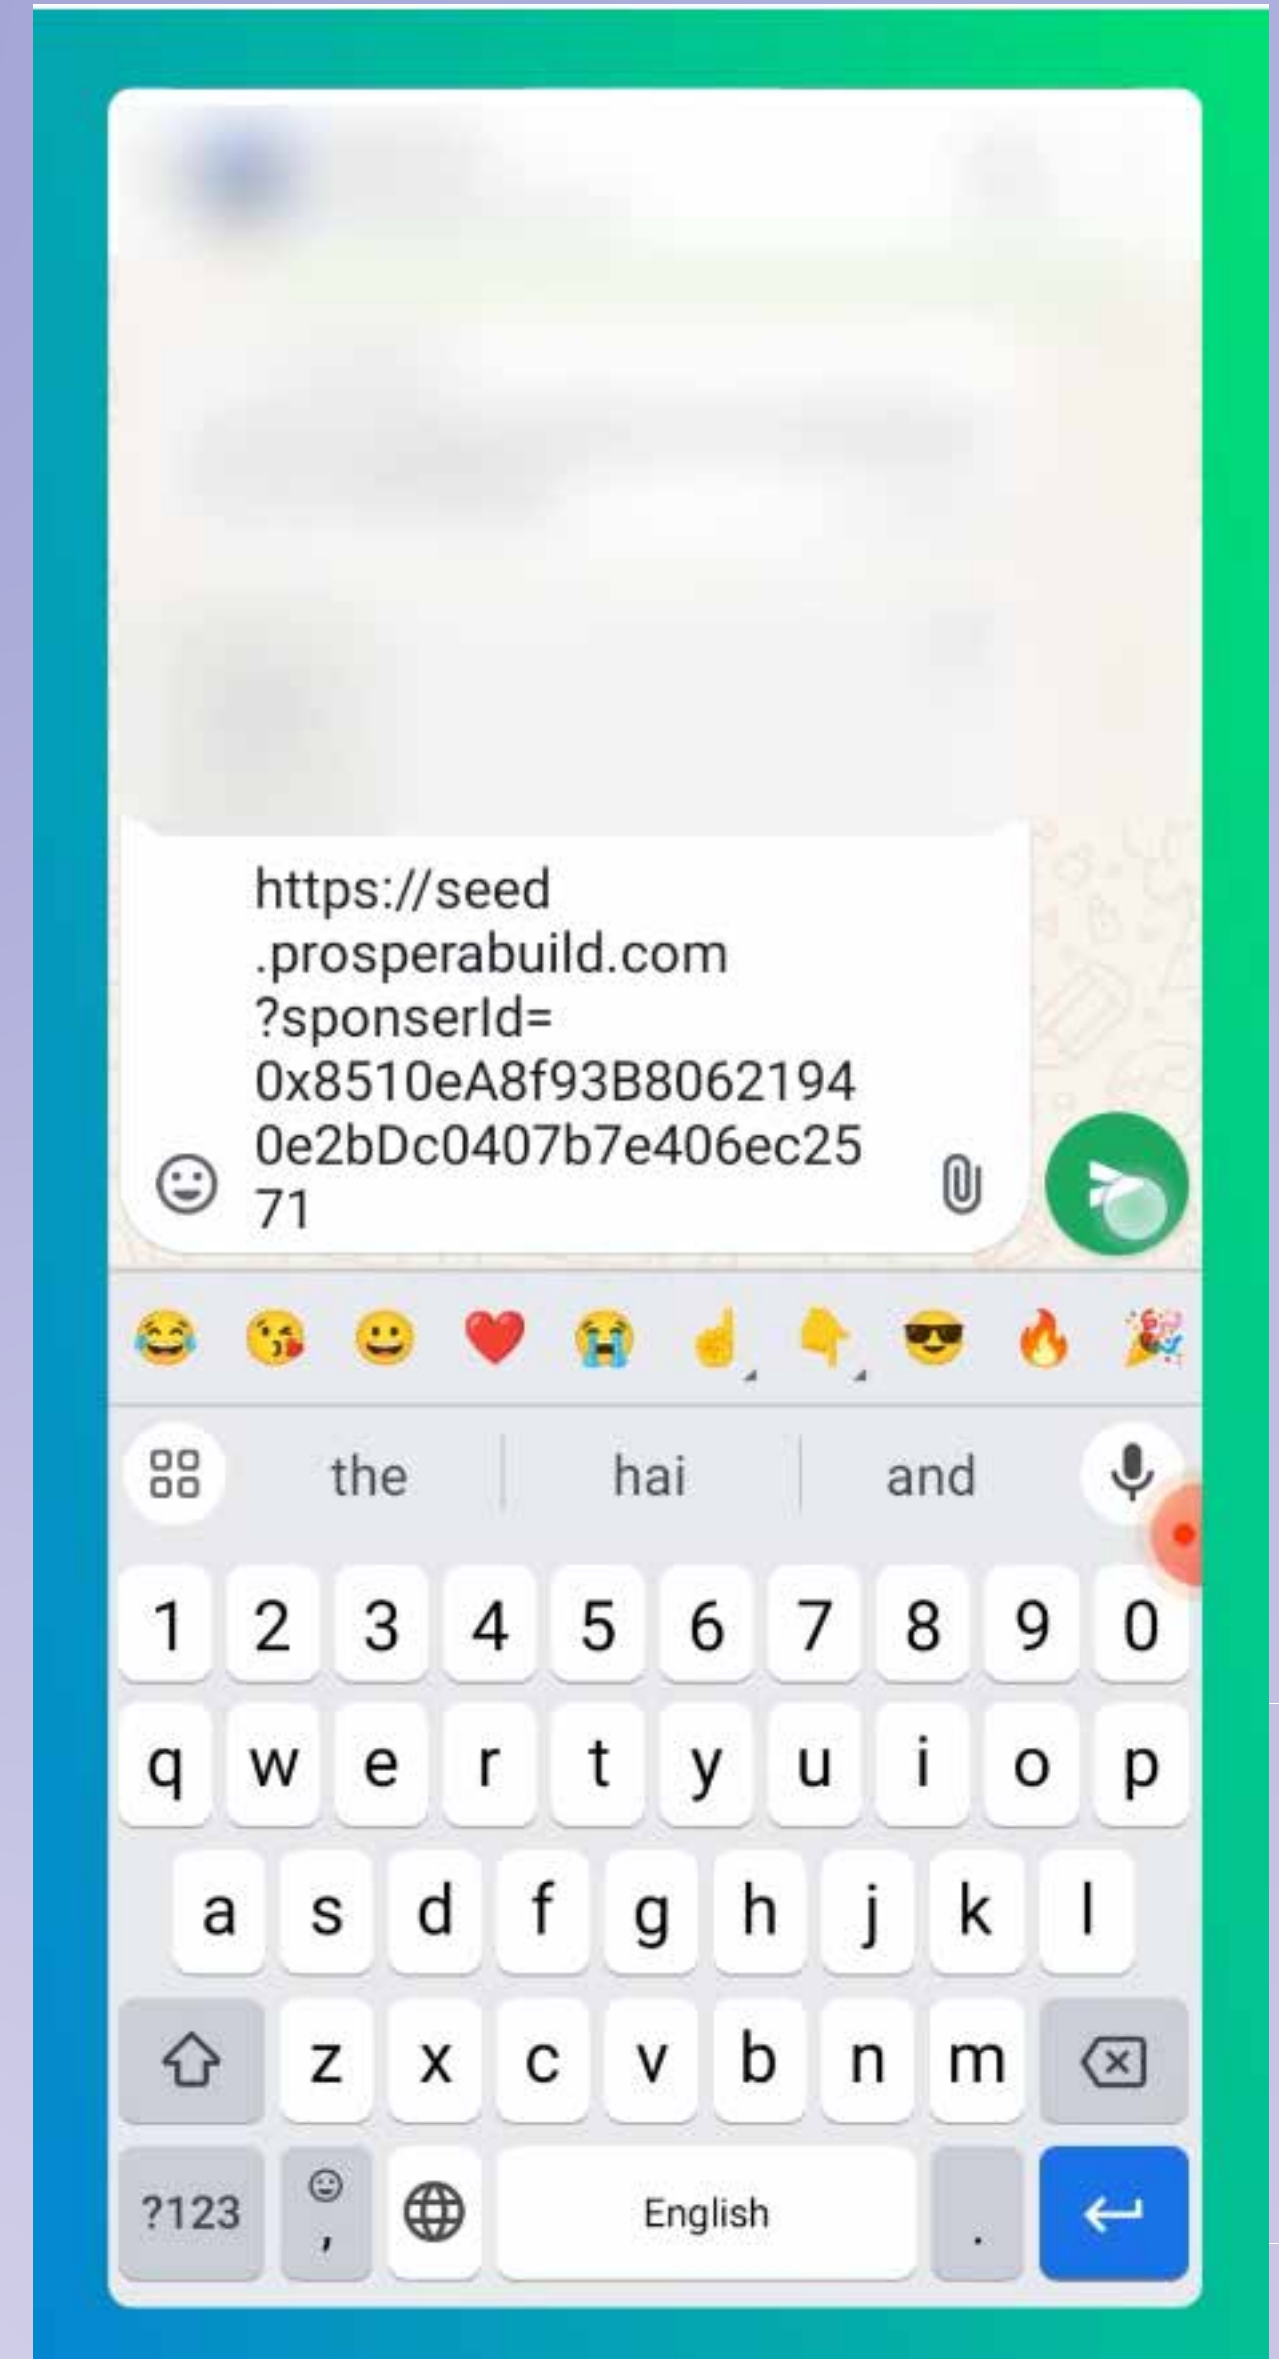 https://seed
.prosperabuild.com
?sponserId=
0x8510eA8f93B8062194
0e2bDc0407b7e406ec25
71
the hai and
1 2 3 4 5 6 7 8 9 0
q w e r t y u i o p
a s d f g h j k l
z x c v b n m
?123 , English .